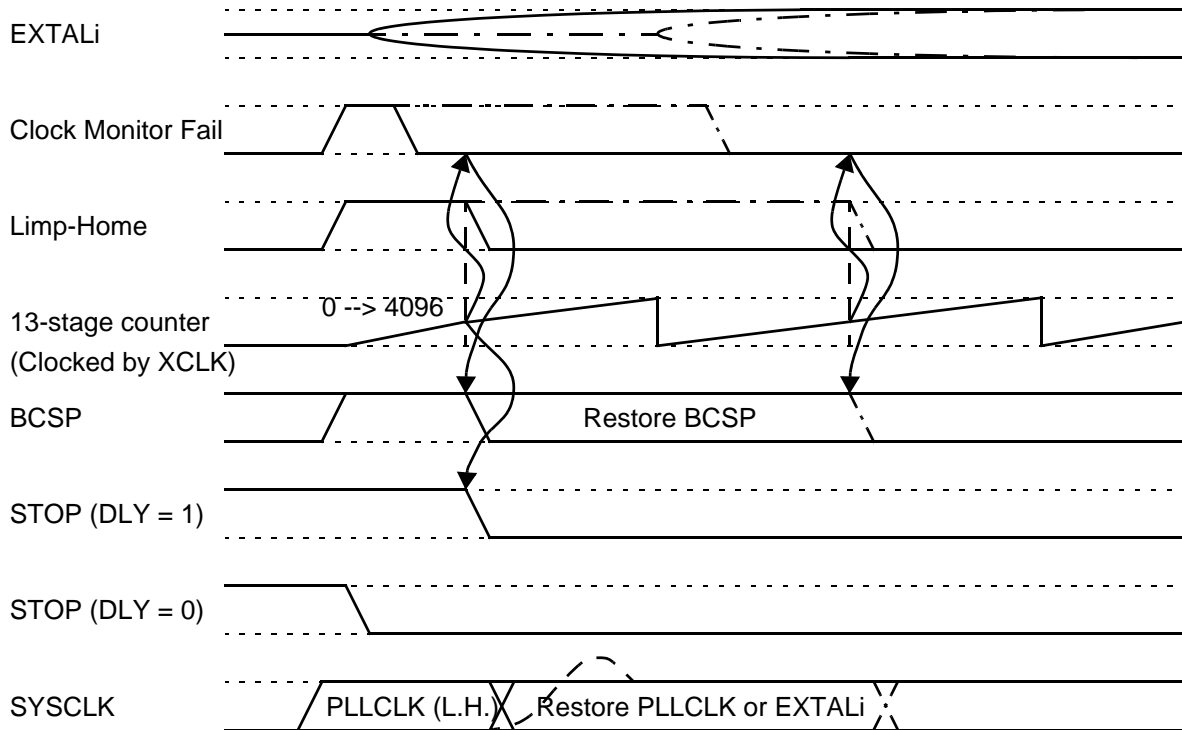 EXTALi
Clock Monitor Fail
Limp-Home
0 --> 4096
13-stage counter
(Clocked by XCLK)
BCSP
Restore BCSP
STOP (DLY = 1)
STOP (DLY = 0)
SYSCLK
PLLCLK (L.H.)
Restore PLLCLK or EXTALi